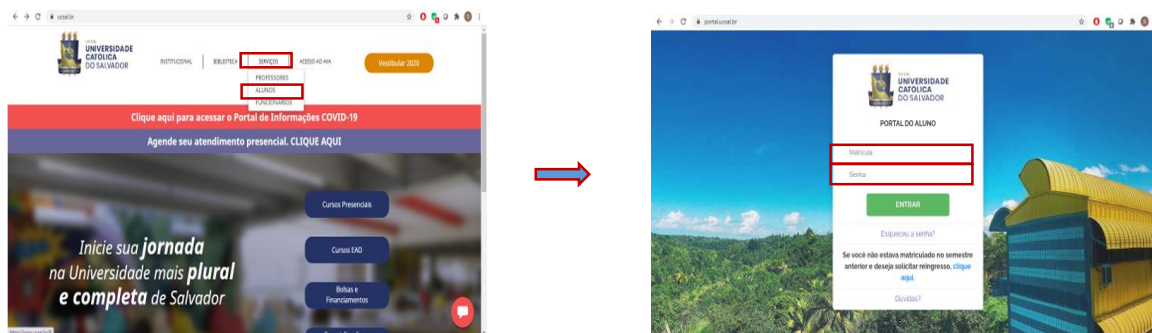 ucsal.br
UNIVERSIDADE
CATÓLICA
DO SALVADOR
INSTITUCIONAL
BIBLIOTECA
SERVIÇOS
ACESSO AO AVA
Vestibular 2020
PROFESSORES
ALUNOS
FUNCIONÁRIOS
Clique aqui para acessar o Portal de Informações COVID-19
Agende seu atendimento presencial. CLIQUE AQUI
Cursos Presenciais
Inicie sua jornada
na Universidade mais plural
e completa de Salvador
Cursos EAD
Bolsas e
Financiamentos
portal.ucsal.br
UNIVERSIDADE
CATÓLICA
DO SALVADOR
PORTAL DO ALUNO
Matrícula
Senha
ENTRAR
Esqueceu a senha?
Se você não estava matriculado no semestre
anterior e deseja solicitar reingresso, clique
aqui.
Dúvidas?